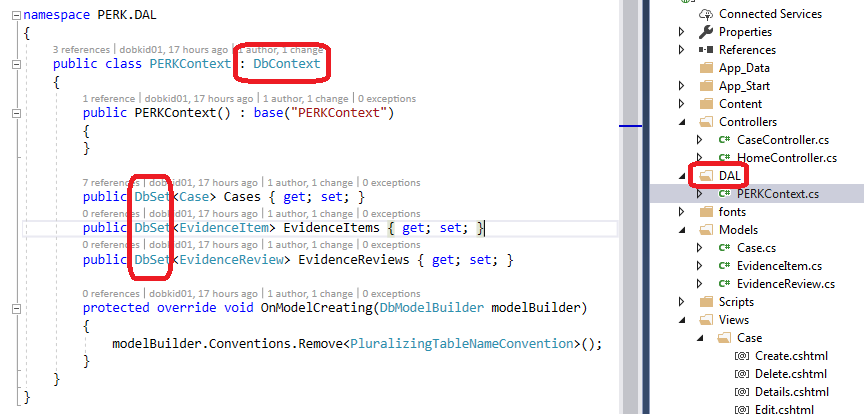 namespace PERK.DAL
{
3 references | dobkid01, 17 hours ago | 1 author, 1 change
public class PERKContext : DbContext
{
1 reference | dobkid01, 17 hours ago | 1 author, 1 change | 0 exceptions
public PERKContext() : base("PERKContext")
{
}
7 references | dobkid01, 17 hours ago | 1 author, 1 change | 0 exceptions
public DbSet<Case> Cases { get; set; }
0 references | dobkid01, 17 hours ago | 1 author, 1 change | 0 exceptions
public DbSet<EvidenceItem> EvidenceItems { get; set; }
0 references | dobkid01, 17 hours ago | 1 author, 1 change | 0 exceptions
public DbSet<EvidenceReview> EvidenceReviews { get; set; }
0 references | dobkid01, 17 hours ago | 1 author, 1 change | 0 exceptions
protected override void OnModelCreating(DbModelBuilder modelBuilder)
{
modelBuilder.Conventions.Remove<PluralizingTableNameConvention>();
}
}
}
Connected Services
Properties
References
App_Data
App_Start
Content
Controllers
C# CaseController.cs
C# HomeController.cs
DAL
C# PERKContext.cs
fonts
Models
C# Case.cs
C# EvidenceItem.cs
C# EvidenceReview.cs
Scripts
Views
Case
[@] Create.cshtml
[@] Delete.cshtml
[@] Details.cshtml
[@] Edit.cshtml